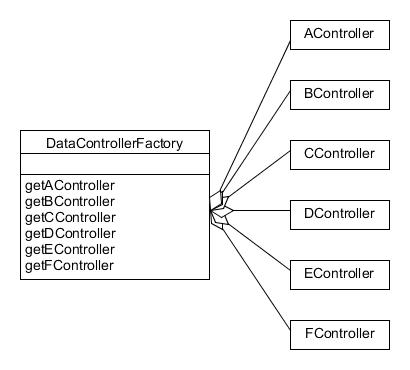 AController
BController
CController
DController
EController
FController
DataControllerFactory
getAController
getBController
getCController
getDController
getEController
getFController